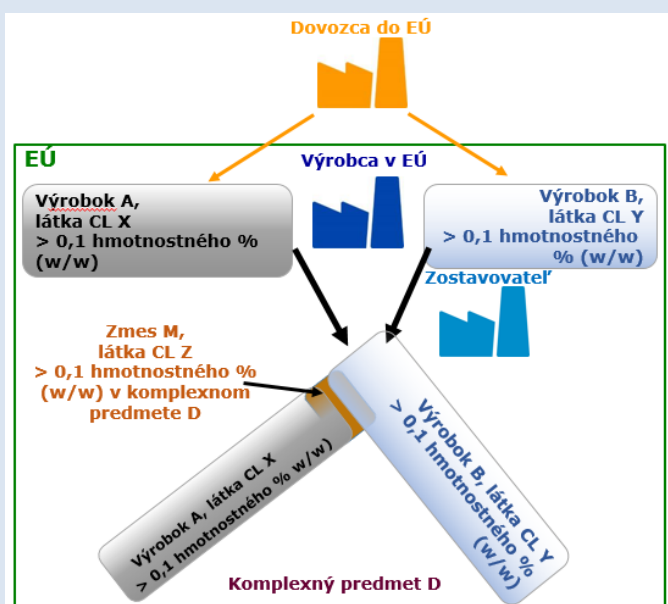 Dovozca do EÚ
EÚ
Výrobca v EÚ
Výrobok A,
látka CL X
> 0,1 hmotnostného %
(w/w)
Výrobok B,
látka CL Y
> 0,1 hmotnostného
% (w/w)
Zostavovateľ
Zmes M,
látka CL Z
> 0,1 hmotnostného %
(w/w) v komplexnom
predmete D
Výrobok A, látka CL X
> 0,1 hmotnostného % w/w)
Výrobok B, látka CL Y
> 0,1 hmotnostného %
(w/w)
Komplexný predmet D